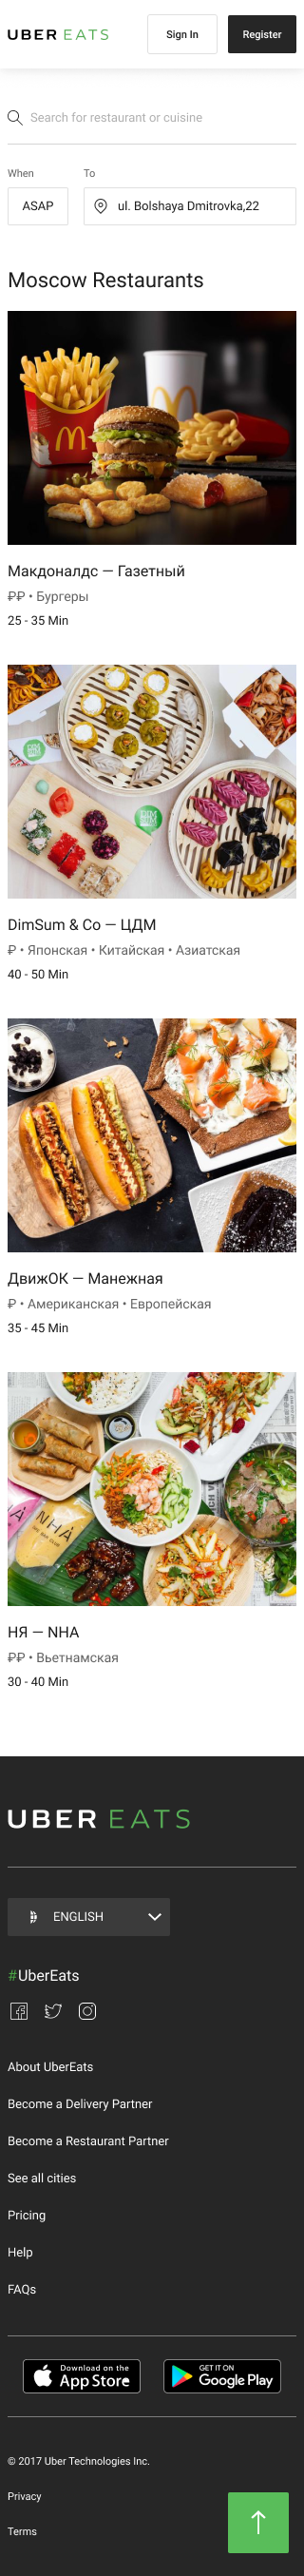 UBER EATS
Sign In
Register
Search for restaurant or cuisine
When
To
ASAP
ul. Bolshaya Dmitrovka,22
Moscow Restaurants
Макдоналдс — Газетный
₽₽ • Бургеры
25 - 35 Min
DimSum & Co — ЦДМ
₽ • Японская • Китайская • Азиатская
40 - 50 Min
ДвижОК — Манежная
₽ • Американская • Европейская
35 - 45 Min
NHÀ
НЯ — NHA
₽₽ • Вьетнамская
30 - 40 Min
UBER EATS
ENGLISH
#UberEats
About UberEats
Become a Delivery Partner
Become a Restaurant Partner
See all cities
Pricing
Help
FAQs
Download on the
App Store
GET IT ON
Google Play
© 2017 Uber Technologies Inc.
Privacy
Terms